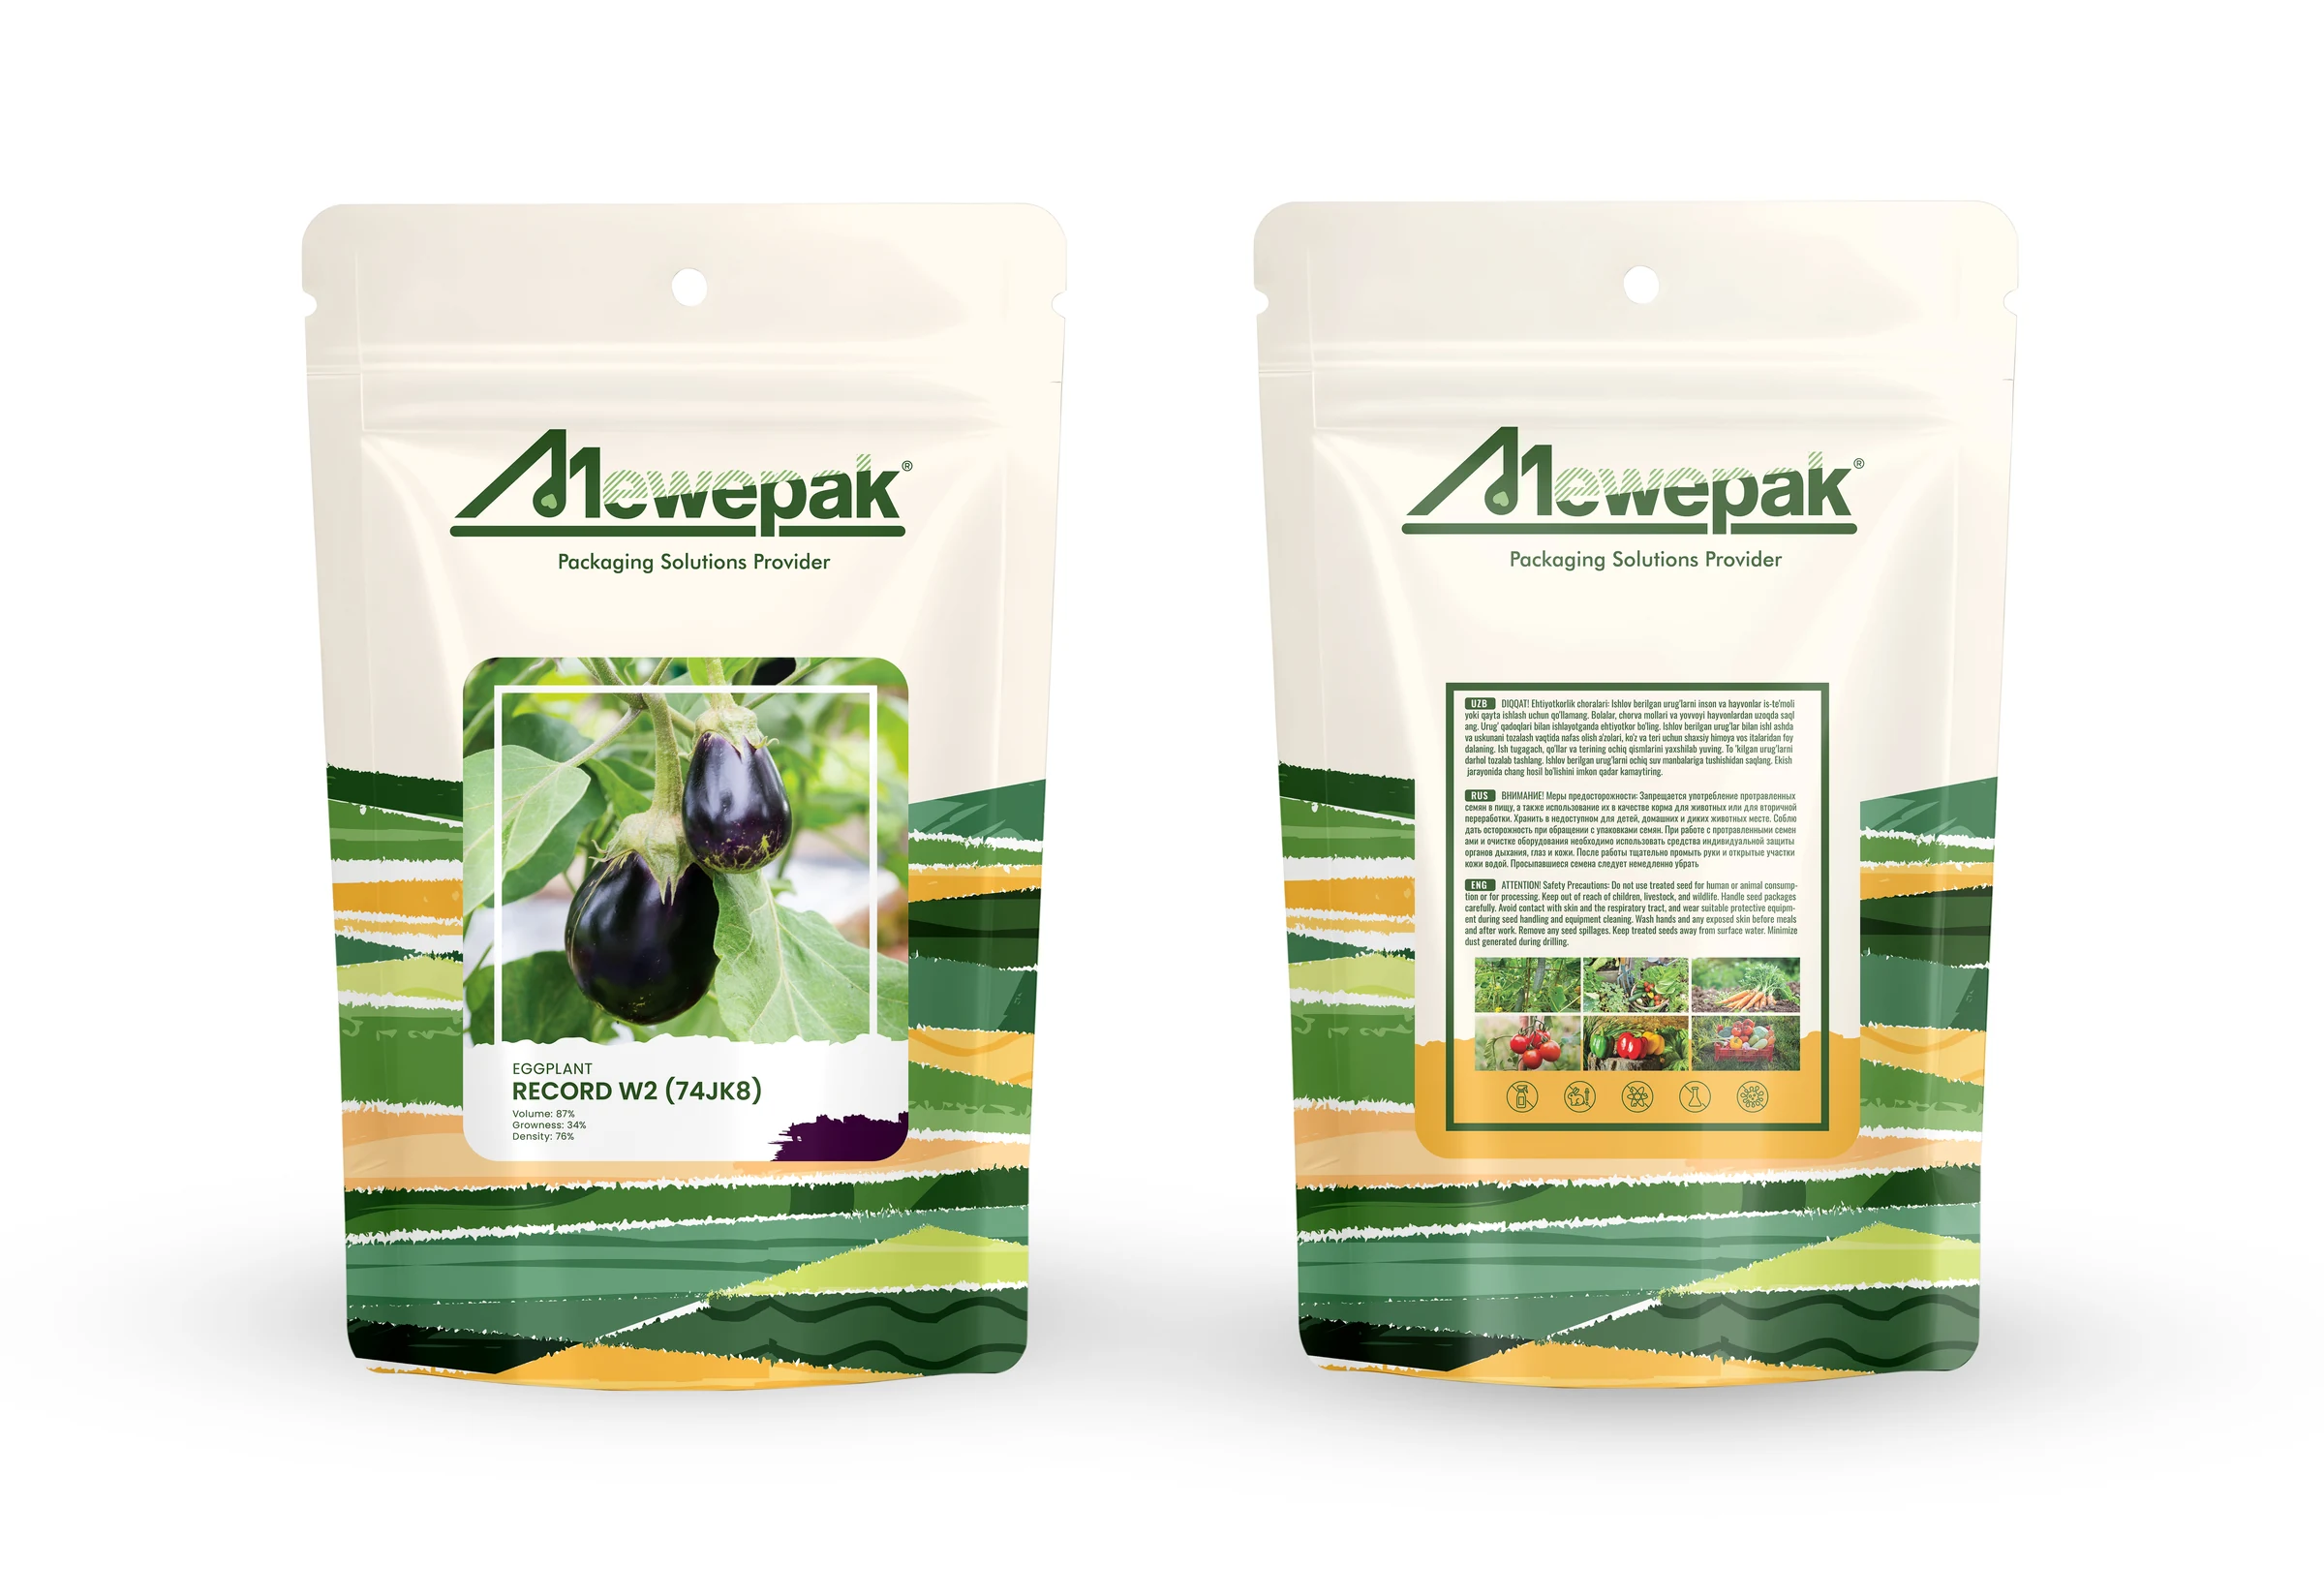 Mewepak®
Packaging Solutions Provider
EGGPLANT
RECORD W2 (74JK8)
Volume: 87%
Growness: 34%
Density: 76%
Mewepak®
Packaging Solutions Provider
UZB DIQQAT! Ehtiyotkorlik choralari: Ishlov berilgan urug'larni inson va hayvonlar is-te'moli
yoki qayta ishlash uchun qo'llamang. Bolalar, chorva mollari va yovvoyi hayvonlardan uzoqda saql
ang. Urug' qadoqlari bilan ishlayotganda ehtiyotkor bo'ling. Ishlov berilgan urug'lar bilan ishl ashda
va uskunani tozalash vaqtida nafas olish a'zolari, ko'z va teri uchun shaxsiy himoya vos italaridan foy
dalaning. Ish tugagach, qo'llar va terining ochiq qismlarini yaxshilab yuving. To 'kilgan urug'larni
darhol tozalab tashlang. Ishlov berilgan urug'larni ochiq suv manbalariga tushishidan saqlang. Ekish
jarayonida chang hosil bo'lishini imkon qadar kamaytiring.
RUS ВНИМАНИЕ! Меры предосторожности: Запрещается употребление протравленных
семян в пищу, а также использование их в качестве корма для животных или для вторичной
переработки. Хранить в недоступном для детей, домашних и диких животных месте. Соблю
дать осторожность при обращении с упаковками семян. При работе с протравленными семен
ами и очистке оборудования необходимо использовать средства индивидуальной защиты
органов дыхания, глаз и кожи. После работы тщательно промыть руки и открытые участки
кожи водой. Просыпавшиеся семена следует немедленно убрать
ENG ATTENTION! Safety Precautions: Do not use treated seed for human or animal consump-
tion or for processing. Keep out of reach of children, livestock, and wildlife. Handle seed packages
carefully. Avoid contact with skin and the respiratory tract, and wear suitable protective equipm-
ent during seed handling and equipment cleaning. Wash hands and any exposed skin before meals
and after work. Remove any seed spillages. Keep treated seeds away from surface water. Minimize
dust generated during drilling.